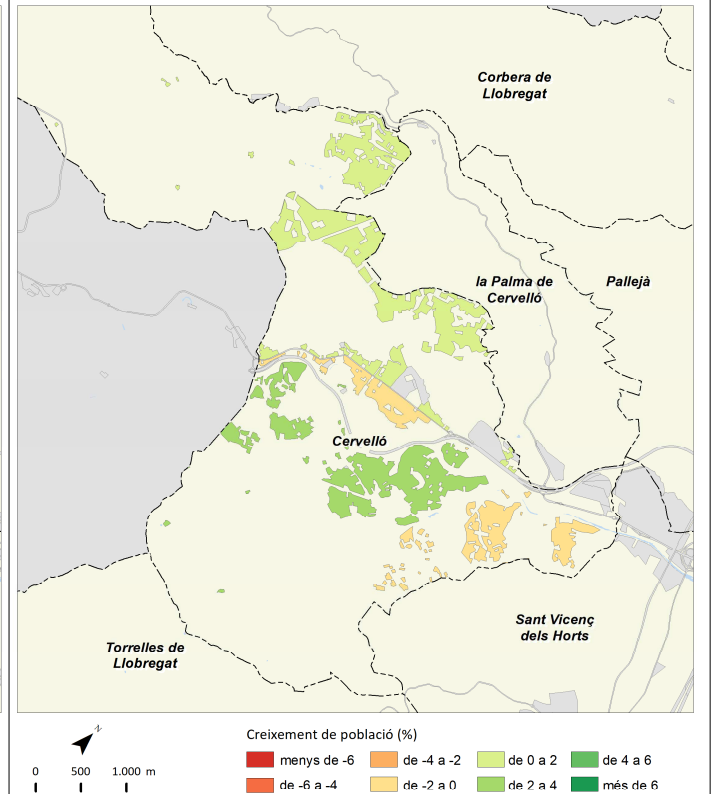 Corbera de
Llobregat
la Palma de
Cervelló
Pallejà
Cervelló
Sant Vicenç
dels Horts
Torrelles de
Llobregat
N
0 500 1.000 m
Creixement de població (%)
menys de -6 de -4 a -2 de 0 a 2 de 4 a 6
de -6 a -4 de -2 a 0 de 2 a 4 més de 6